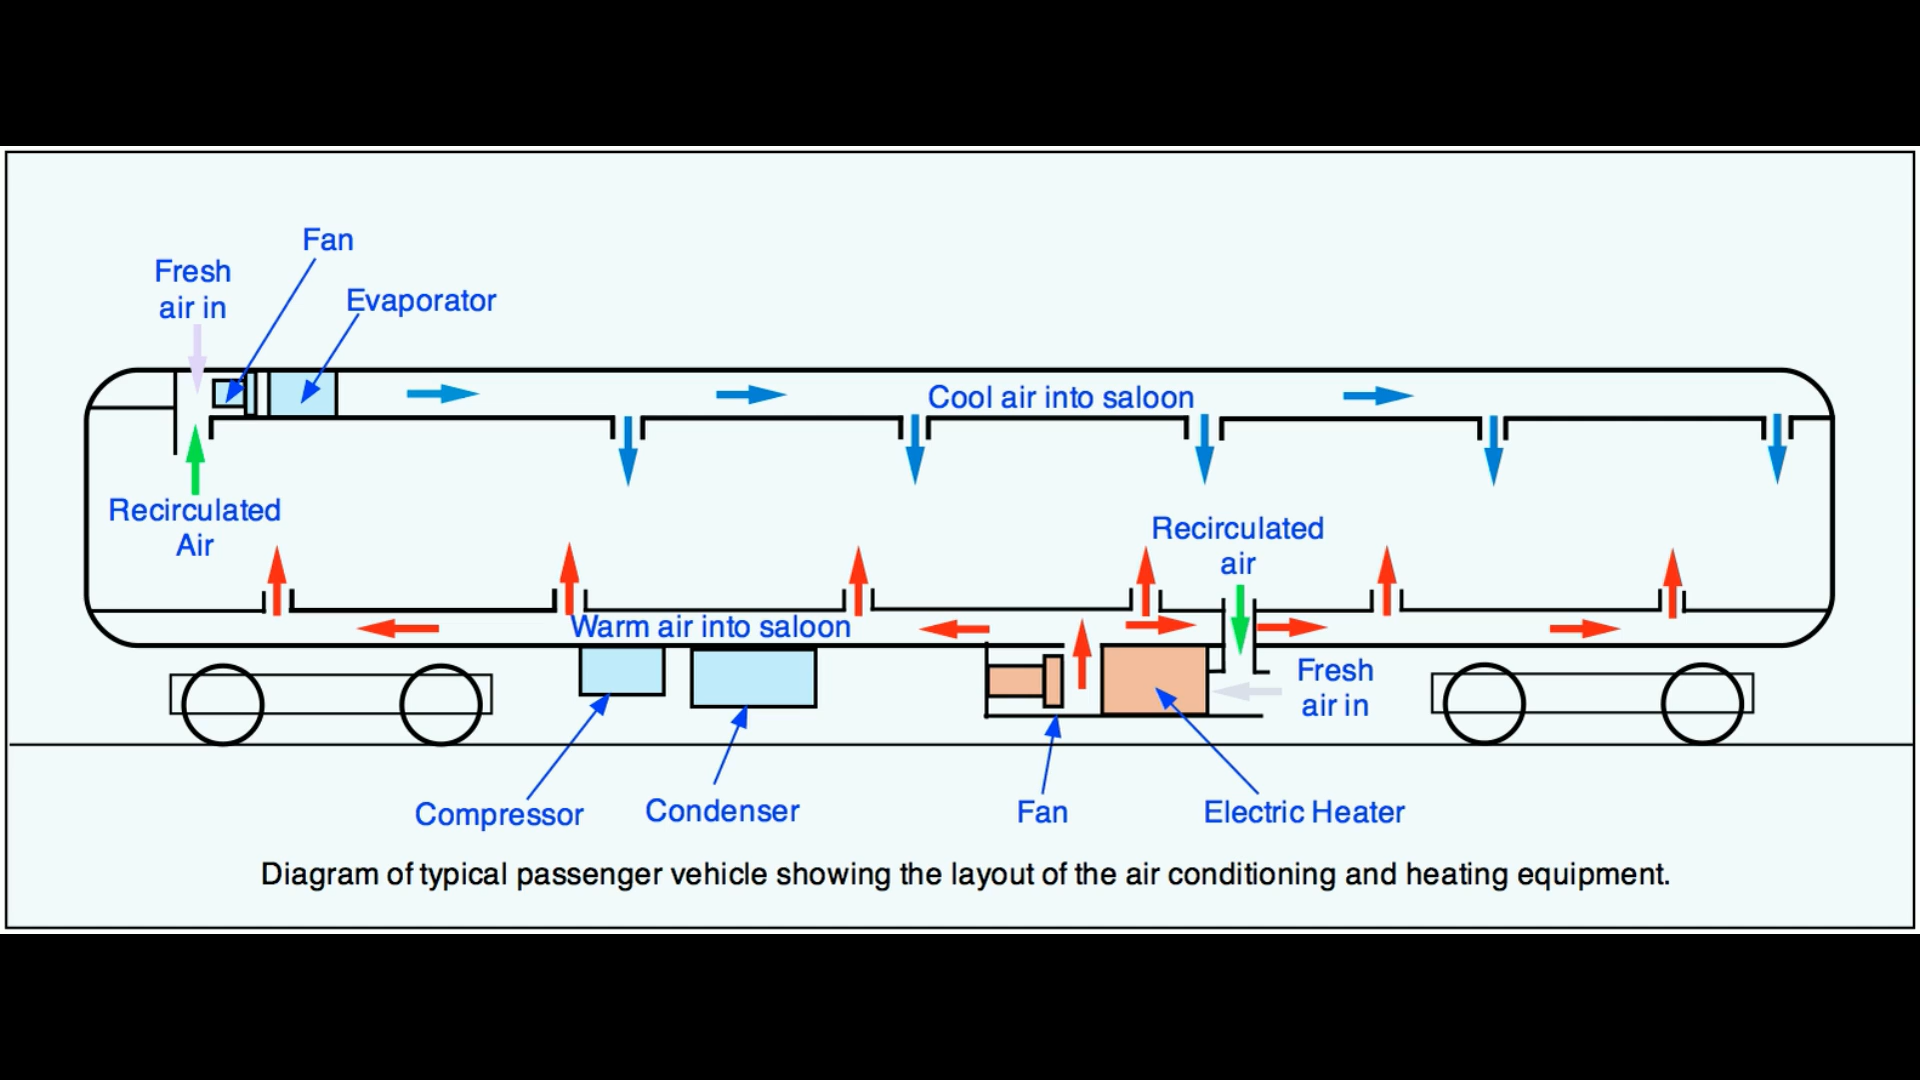 Fan
Fresh
air in
Evaporator
Cool air into saloon
Recirculated
Air
Recirculated
air
Warm air into saloon
Fresh
air in
Compressor
Condenser
Fan
Electric Heater
Diagram of typical passenger vehicle showing the layout of the air conditioning and heating equipment.